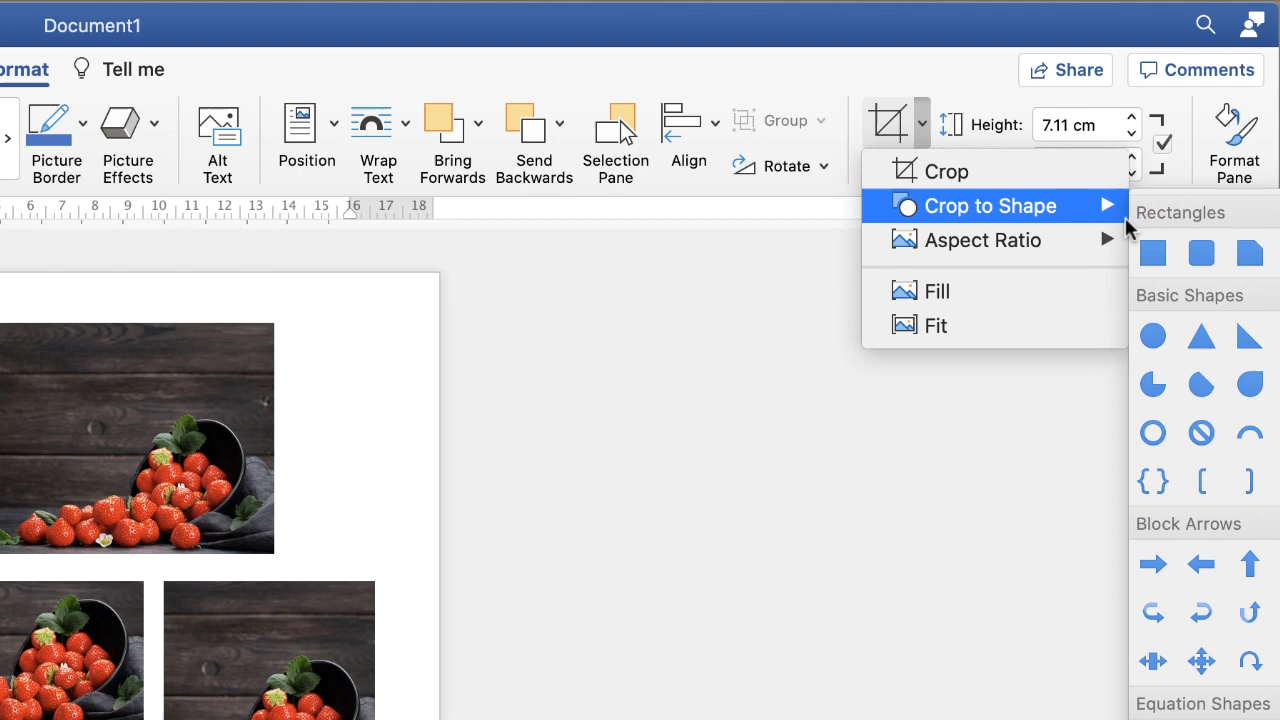 Document1
ormat
Tell me
Share
Comments
Picture
Border
Picture
Effects
Alt
Text
Position
Wrap
Text
Bring
Forwards
Send
Backwards
Selection
Pane
Align
Group
Rotate
Height:
7.11 cm
Format
Pane
6 7 8 9 10 11 12 13 14 15 16 17 18
Crop
Crop to Shape
Aspect Ratio
Fill
Fit
Rectangles
Basic Shapes
Block Arrows
Equation Shapes